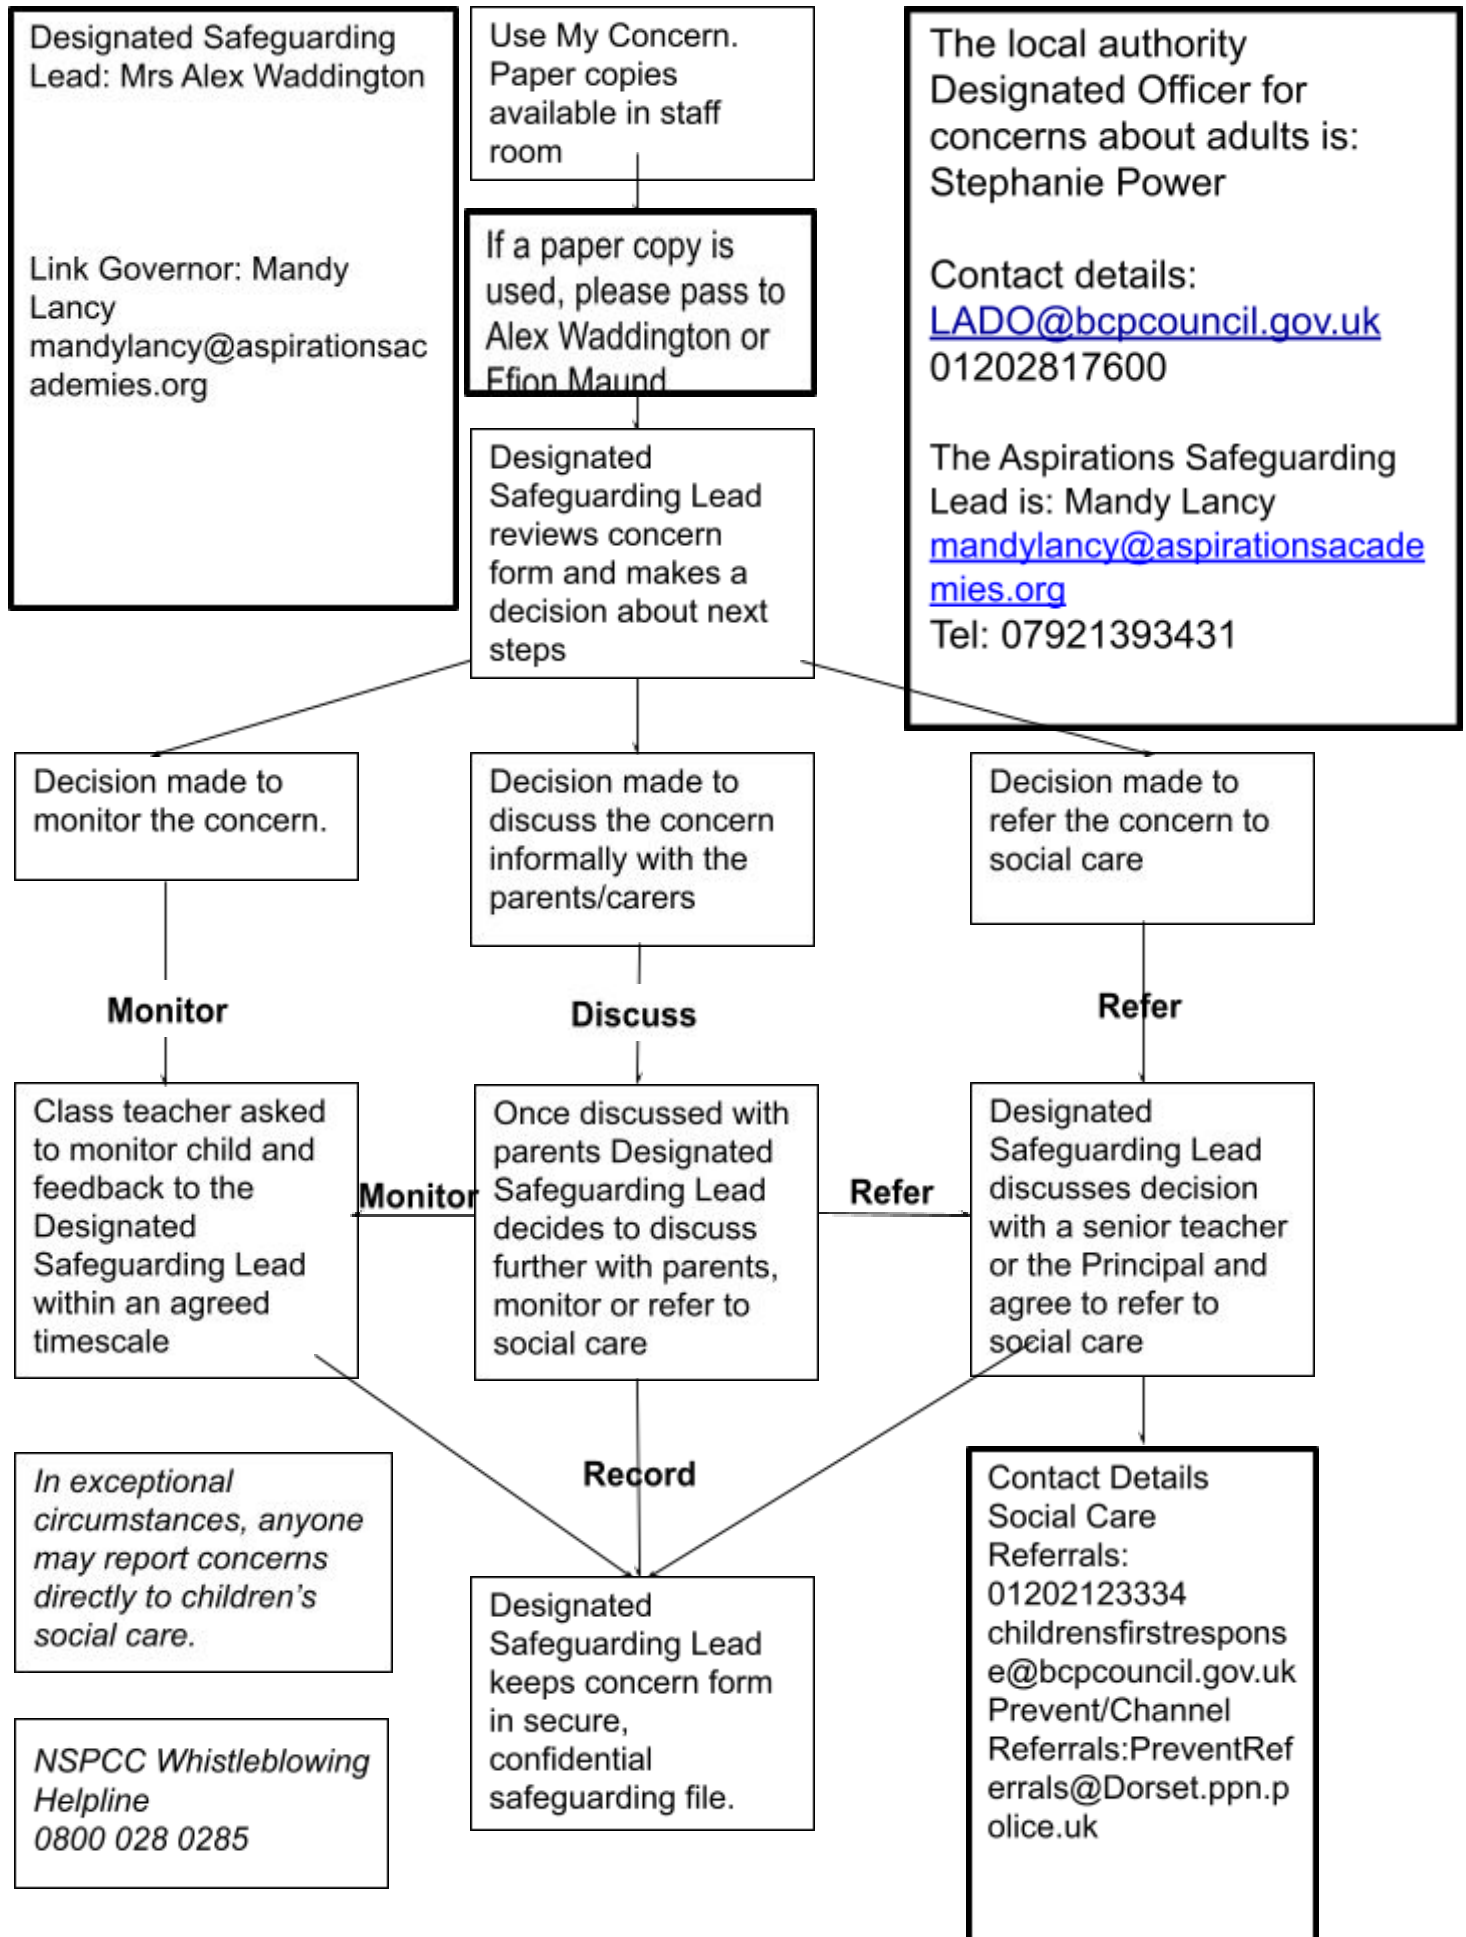 Designated Safeguarding
Lead: Mrs Alex Waddington
Link Governor: Mandy
Lancy
mandylancy@aspirationsac
ademies.org
Use My Concern.
Paper copies
available in staff
room
If a paper copy is
used, please pass to
Alex Waddington or
Ffion Maund
The local authority
Designated Officer for
concerns about adults is:
Stephanie Power
Contact details:
LADO@bcpcouncil.gov.uk
01202817600
The Aspirations Safeguarding
Lead is: Mandy Lancy
mandylancy@aspirationsacade
mies.org
Tel: 07921393431
Designated
Safeguarding Lead
reviews concern
form and makes a
decision about next
steps
Decision made to
monitor the concern.
Decision made to
discuss the concern
informally with the
parents/carers
Decision made to
refer the concern to
social care
Monitor
Discuss
Refer
Class teacher asked
to monitor child and
feedback to the
Designated
Safeguarding Lead
within an agreed
timescale
Monitor
Once discussed with
parents Designated
Safeguarding Lead
decides to discuss
further with parents,
monitor or refer to
social care
Refer
Designated
Safeguarding Lead
discusses decision
with a senior teacher
or the Principal and
agree to refer to
social care
In exceptional
circumstances, anyone
may report concerns
directly to children’s
social care.
Record
Contact Details
Social Care
Referrals:
01202123334
childrensfirstrespons
e@bcpcouncil.gov.uk
Prevent/Channel
Referrals:PreventRef
errals@Dorset.ppn.p
olice.uk
Designated
Safeguarding Lead
keeps concern form
in secure,
confidential
safeguarding file.
NSPCC Whistleblowing
Helpline
0800 028 0285